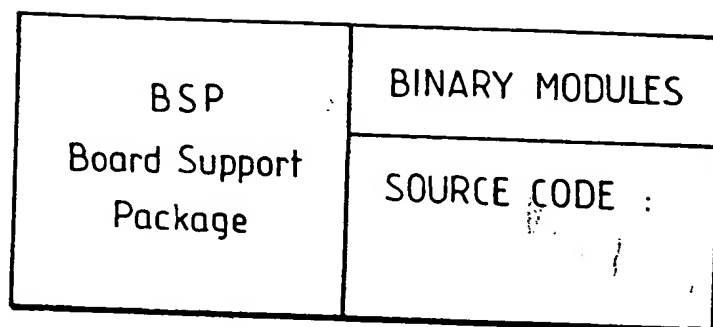 BSP
Board Support
Package
BINARY MODULES
SOURCE CODE :